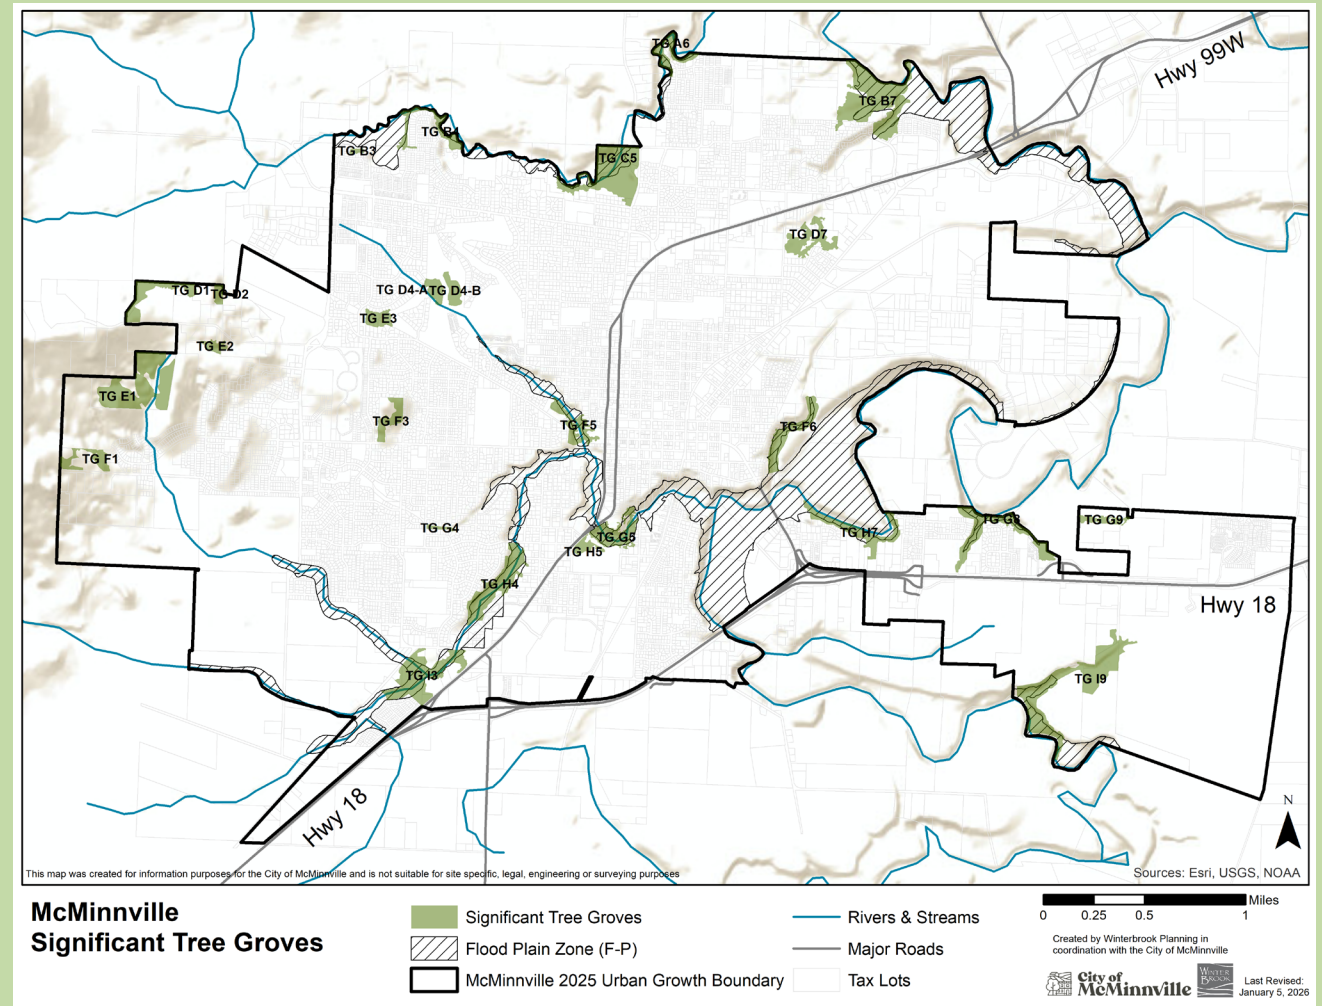 TG A6
Hwy 99W
TG B7
TG B4
TG B3
TG C5
TG D7
TG D1
TG D2
TG D4-A
TG D4-B
TG E3
TG E2
TG E1
TG F3
TG F5
TG F6
TG F1
TG G4
TG G5
TG H5
TG H7
TG G8
TG G9
TG H4
Hwy 18
TG I3
TG I9
Hwy 18
N
This map was created for information purposes for the City of McMinnville and is not suitable for site specific, legal, engineering or surveying purposes
Sources: Esri, USGS, NOAA
McMinnville
Significant Tree Groves
Significant Tree Groves
Flood Plain Zone (F-P)
McMinnville 2025 Urban Growth Boundary
Rivers & Streams
Major Roads
Tax Lots
Miles
0 0.25 0.5 1
Created by Winterbrook Planning in
coordination with the City of McMinnville
City of
McMinnville
WINTER
BROOK
Last Revised:
January 5, 2026